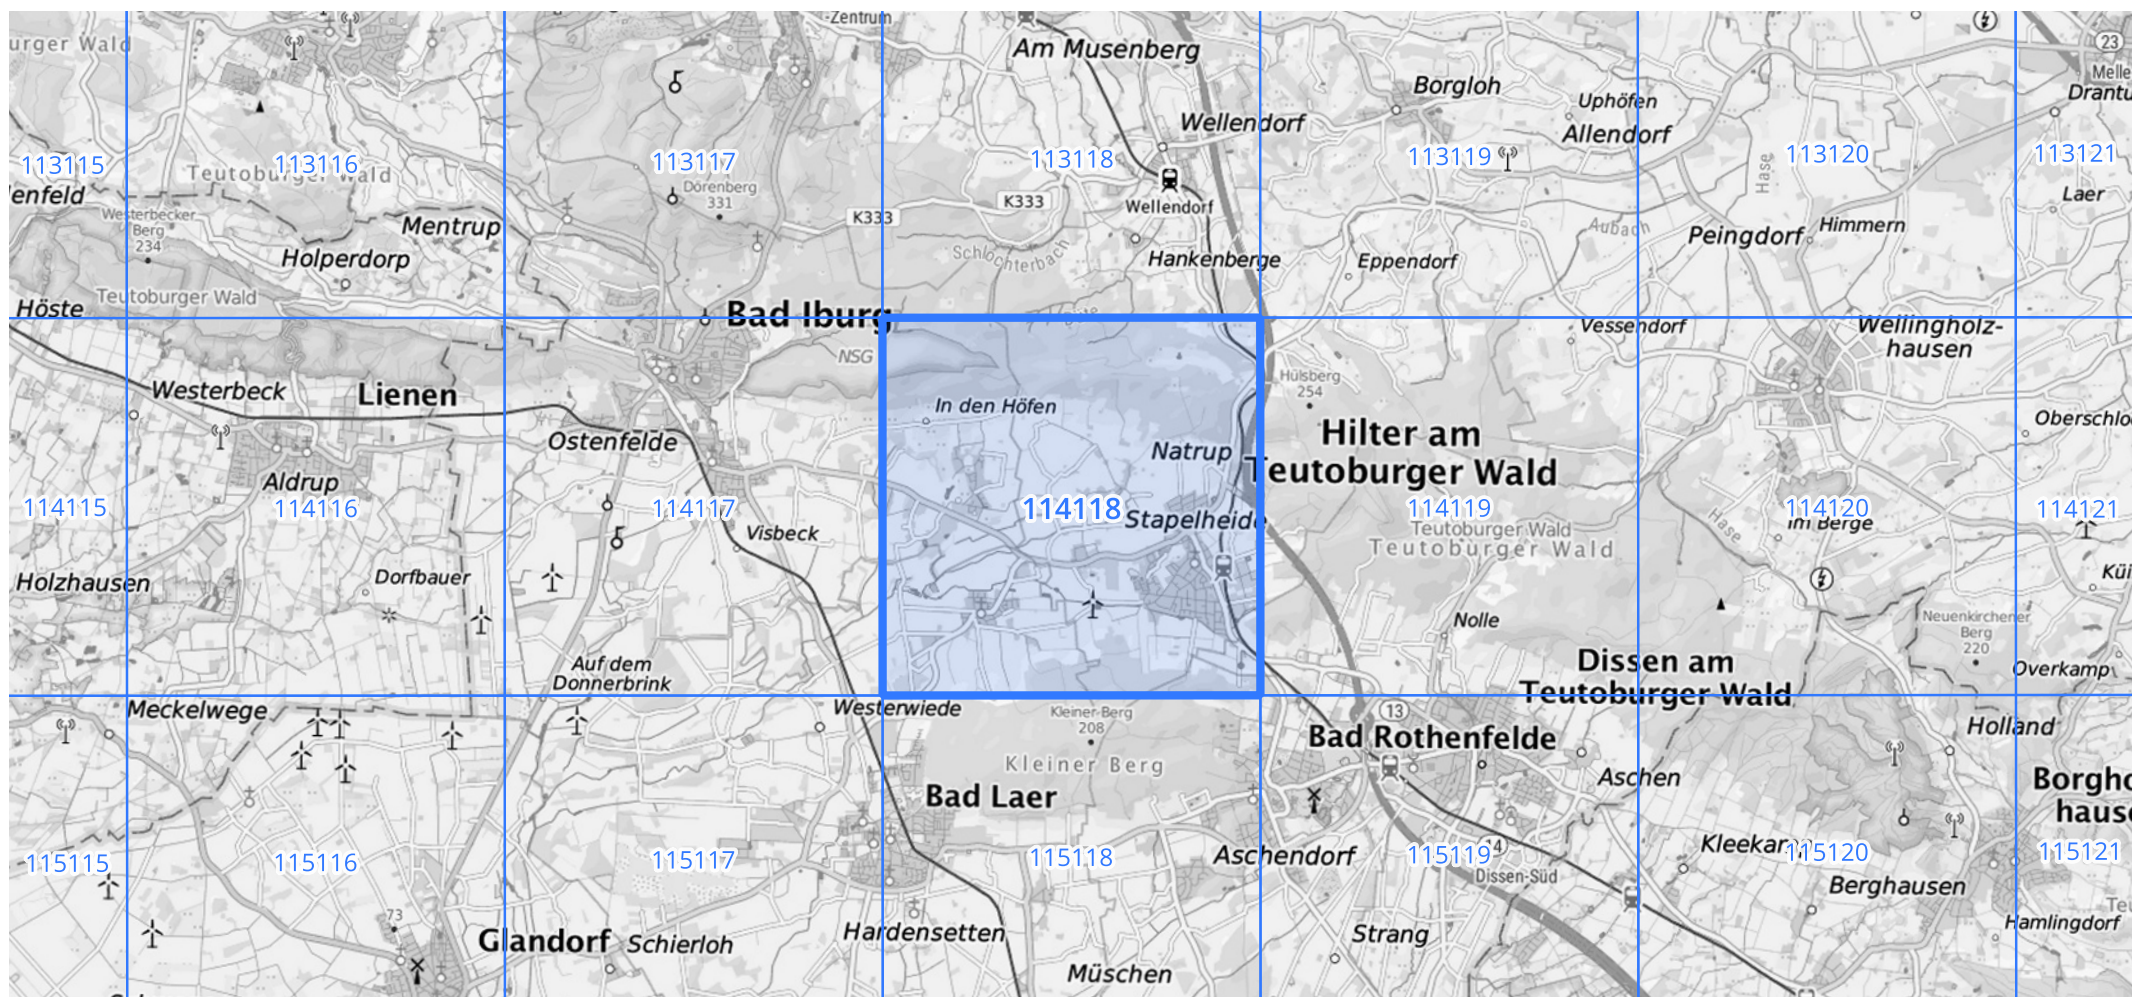 -Zentrum
urger Wald
Am Musenberg
23
Melle
Borgloh
Uphöfen
Wellendorf
Allendorf
113115
113116
113117
113118
113119
113120
113121
Teutoburger Wald
Hase
Dörenberg
331
enfeld
K333
K333
Wellendorf
Laer
Westerbecker
Berg
234
Mentrup
Aubach
Himmern
Peingdorf
Holperdorp
Schlochterbach
Hankenberge
Eppendorf
Teutoburger Wald
Höste
Bad Iburg
Vessendorf
Wellingholz-
hausen
NSG
Hülsberg
254
Westerbeck
Lienen
In den Höfen
Oberschlo
Hilter am
Teutoburger Wald
Ostenfelde
Natrup
Aldrup
114115
114116
114117
114118
114119
114120
114121
Stapelheide
Im Berge
Hase
Visbeck
Teutoburger Wald
Teutoburger Wald
Holzhausen
Dorfbauer
Kü
Nolle
Neuenkirchener
Berg
220
Auf dem
Donnerbrink
Dissen am
Teutoburger Wald
Overkamp
Meckelwege
Westerwiede
Kleiner-Berg
208
13
Holland
Bad Rothenfelde
Kleiner Berg
Aschen
Borgho
hause
Bad Laer
Kleekamp
115115
115116
115117
115118
Aschendorf
115119
115120
115121
Dissen-Süd
Berghausen
73
Glandorf
Schierloh
Hardensetten
Strang
Hamlingdorf
Müschen